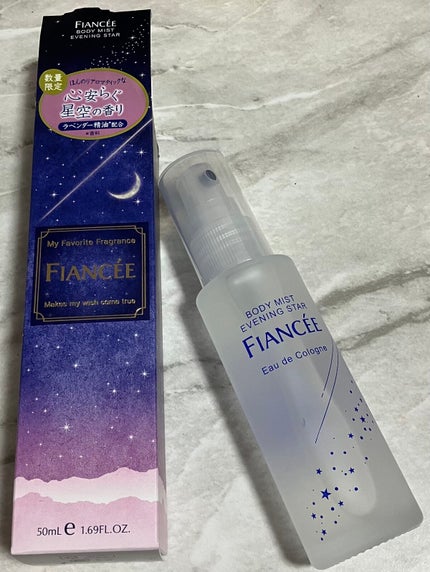 FIANCÉE
BODY MIST
EVENING STAR
数量
限定
ほんのりアロマティックな
心安らぐ
星空の香り
ラベンダー精油*配合
*香料
My Favorite Fragrance
FIANCÉE
Makes my wish come true
50mL e 1.69FL.OZ.
BODY MIST
EVENING STAR
FIANCÉE
Eau de Cologne